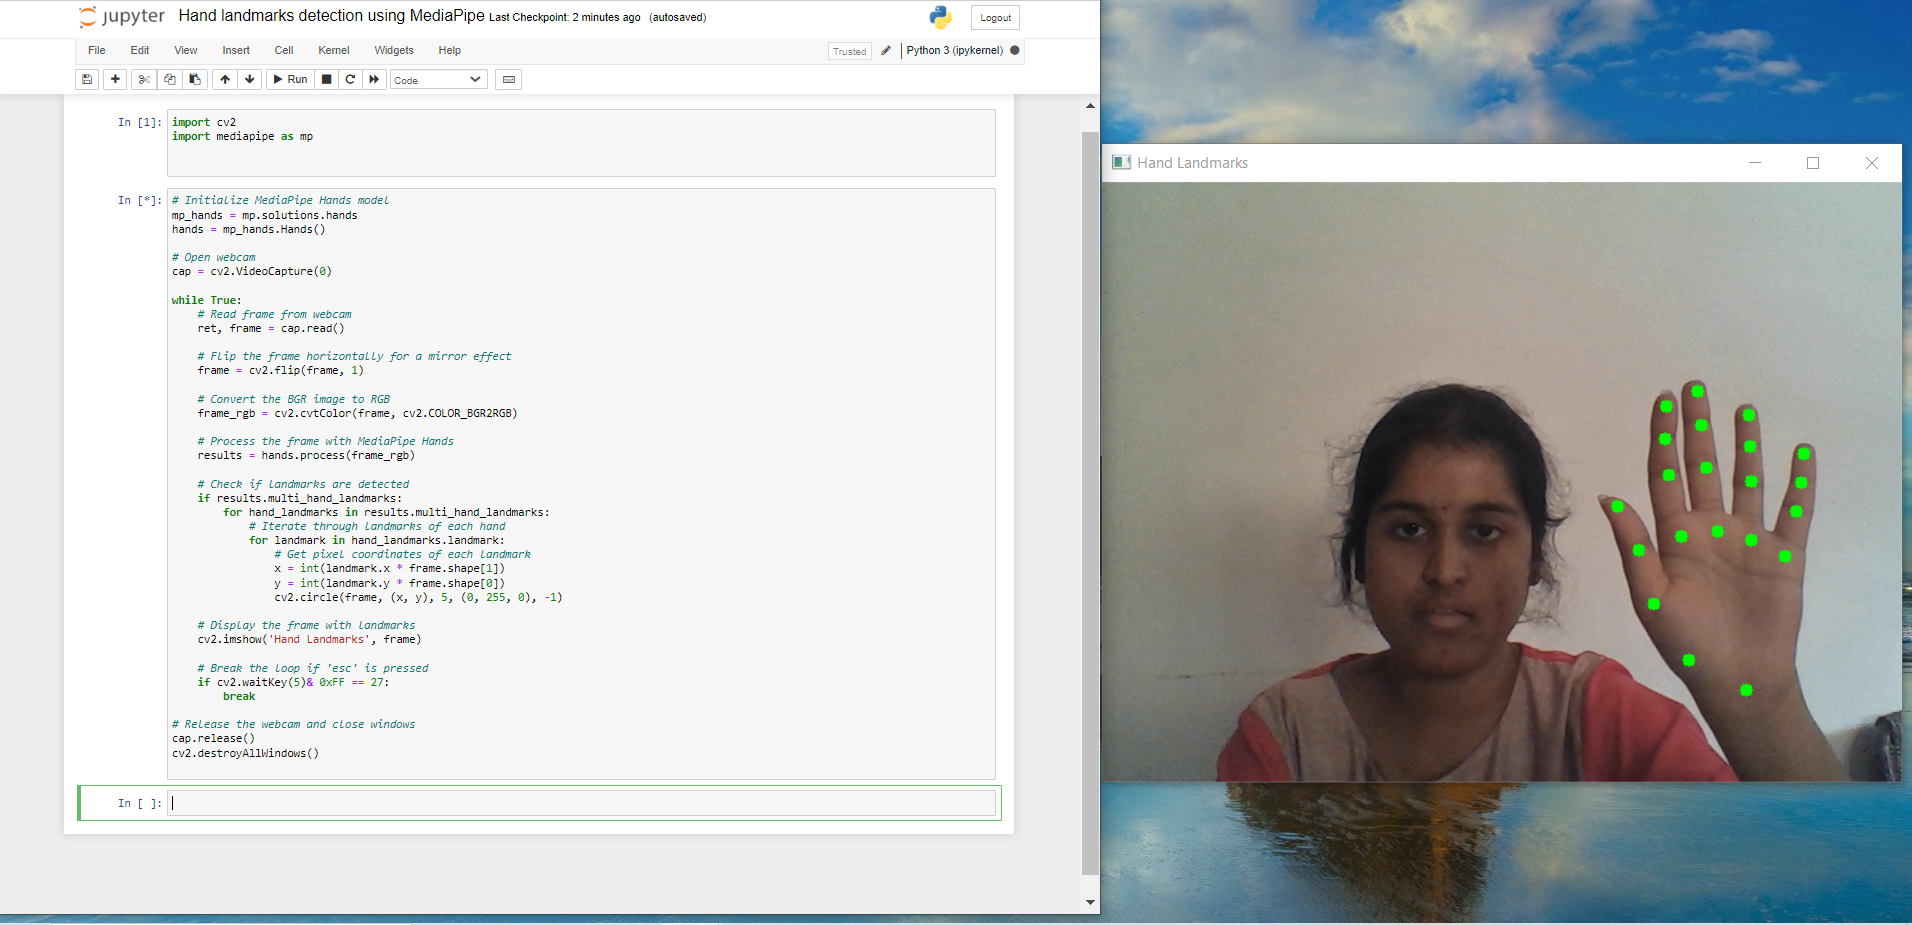 jupyter Hand landmarks detection using MediaPipe Last Checkpoint: 2 minutes ago (autosaved) Logout
File Edit View Insert Cell Kernel Widgets Help Trusted Python 3 (ipykernel)
Run Code
In [1]: import cv2
import mediapipe as mp
In [*]: # Initialize MediaPipe Hands model
mp_hands = mp.solutions.hands
hands = mp_hands.Hands()
# Open webcam
cap = cv2.VideoCapture(0)
while True:
# Read frame from webcam
ret, frame = cap.read()
# Flip the frame horizontally for a mirror effect
frame = cv2.flip(frame, 1)
# Convert the BGR image to RGB
frame_rgb = cv2.cvtColor(frame, cv2.COLOR_BGR2RGB)
# Process the frame with MediaPipe Hands
results = hands.process(frame_rgb)
# Check if landmarks are detected
if results.multi_hand_landmarks:
for hand_landmarks in results.multi_hand_landmarks:
# Iterate through landmarks of each hand
for landmark in hand_landmarks.landmark:
# Get pixel coordinates of each landmark
x = int(landmark.x * frame.shape[1])
y = int(landmark.y * frame.shape[0])
cv2.circle(frame, (x, y), 5, (0, 255, 0), -1)
# Display the frame with landmarks
cv2.imshow('Hand Landmarks', frame)
# Break the loop if 'esc' is pressed
if cv2.waitKey(5)& 0xFF == 27:
break
# Release the webcam and close windows
cap.release()
cv2.destroyAllWindows()
In [ ]:
Hand Landmarks